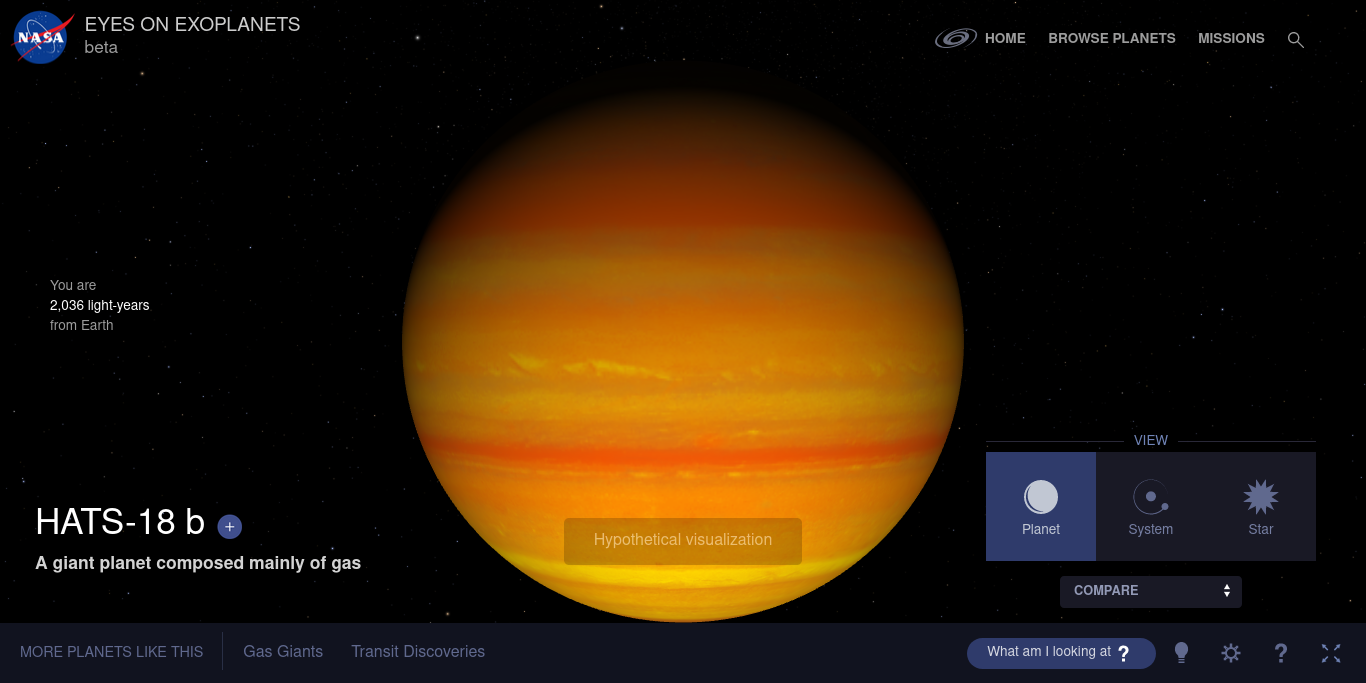 NASA
EYES ON EXOPLANETS
beta
HOME
BROWSE PLANETS
MISSIONS
You are
2,036 light-years
from Earth
HATS-18 b +
A giant planet composed mainly of gas
Hypothetical visualization
VIEW
Planet
System
Star
COMPARE
MORE PLANETS LIKE THIS
Gas Giants
Transit Discoveries
What am I looking at ?
?